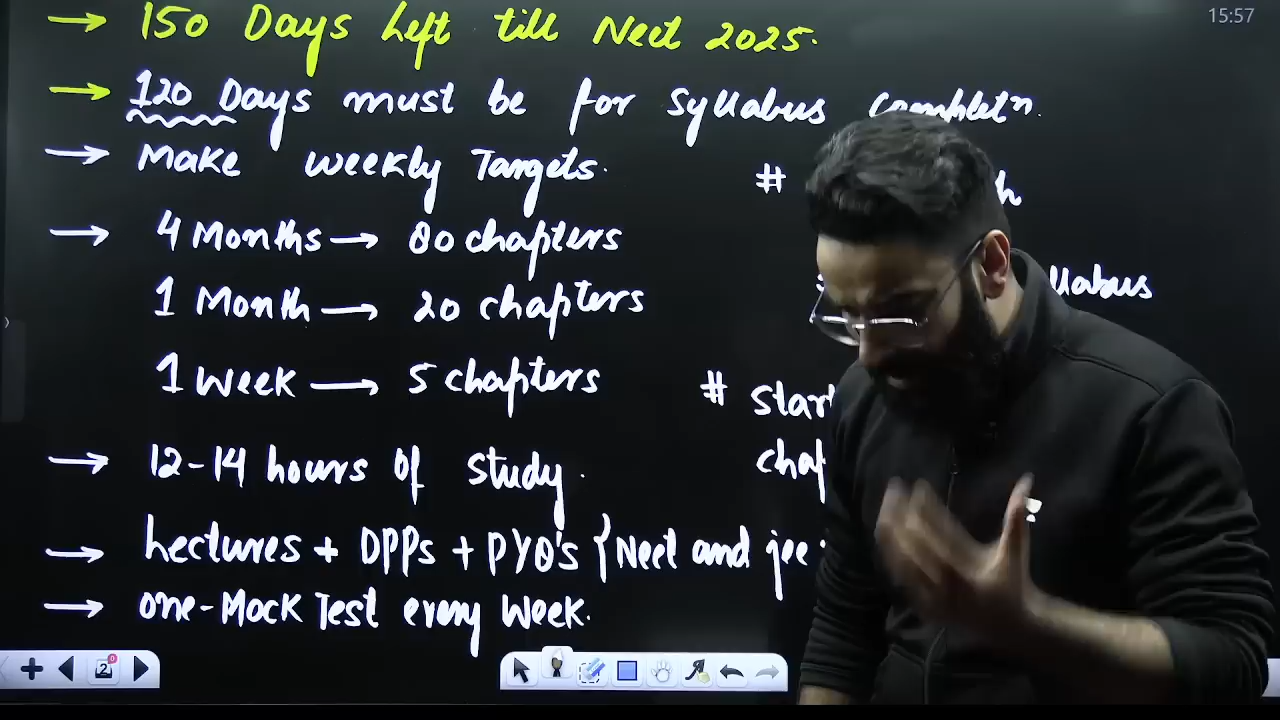 15:57
→ 150 Days Left till Neet 2025.
→ 120 Days must be for Syllabus Completn.
→ Make weekly Targets.
#
→ 4 Months → 80 chapters
1 Month → 20 chapters
1 Week → 5 chapters
#
→ 12-14 hours of study.
→ Lectures + DPPs + PYQ's {Neet and jee
→ one-Mock Test every Week.
2